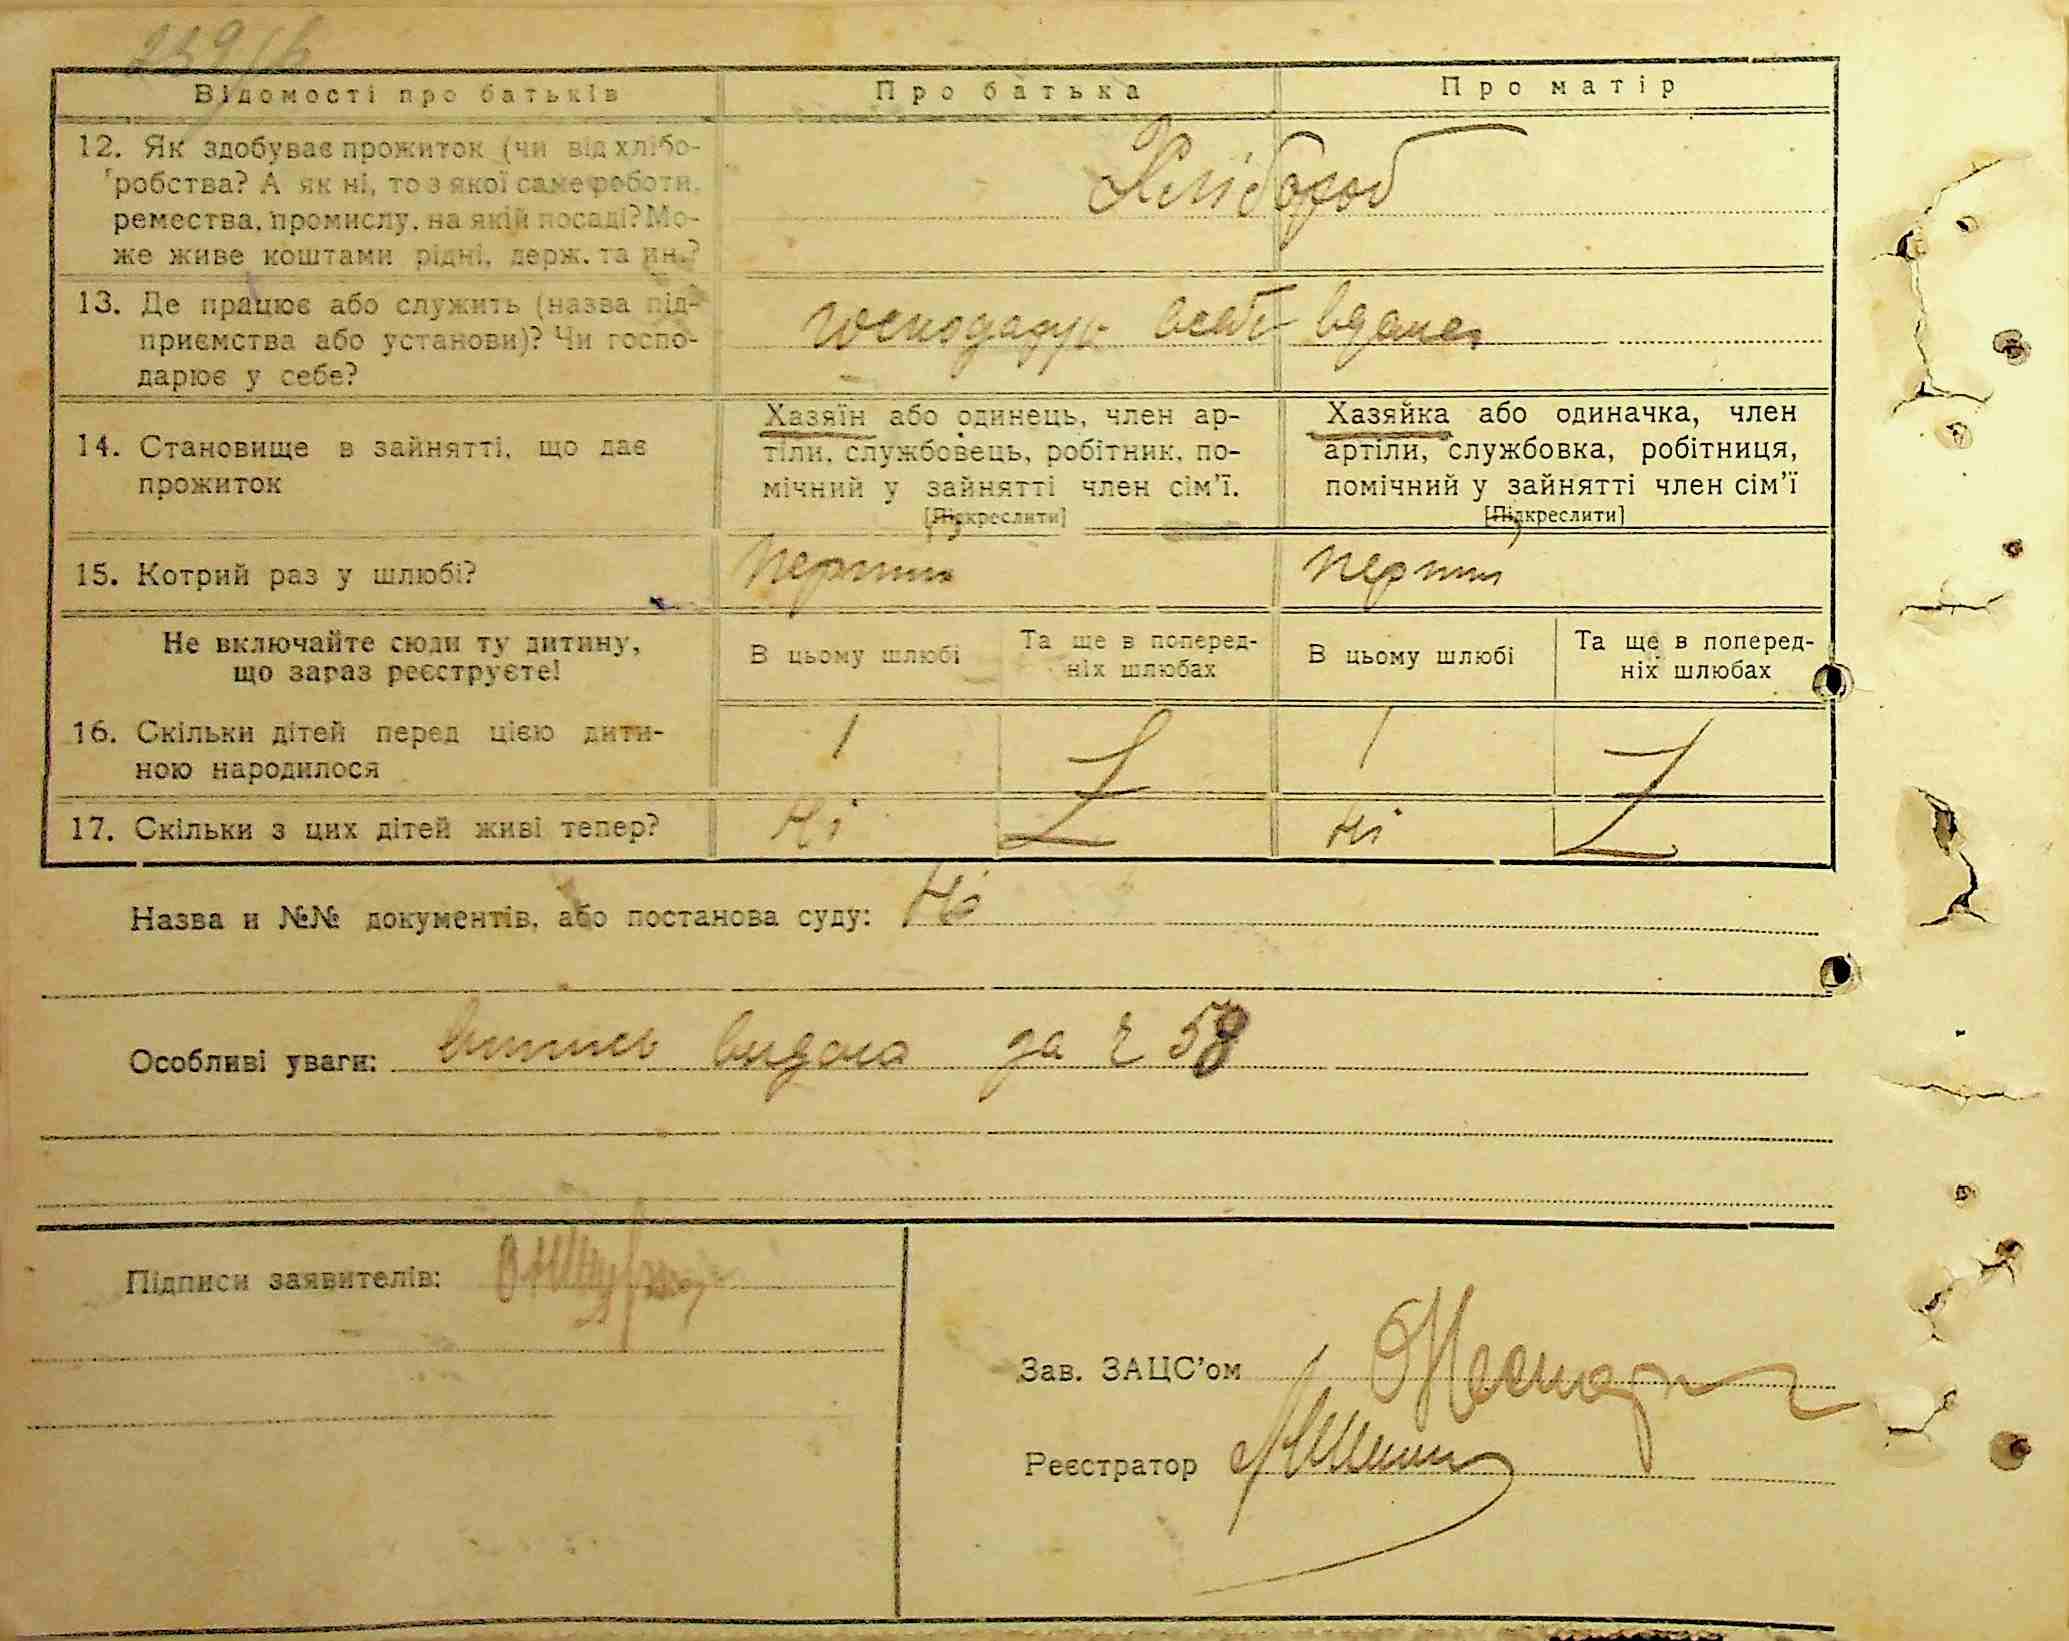 Відомості про батьків
Про батька
Про матір
12. Як здобуває прожиток (чи від хлібо-
робства? А як ні, то з якої саме роботи,
ремества, промислу, на якій посаді? Мо-
же живе коштами рідні, держ. та ин.?
Хлібороб
13. Де працює або служить (назва під-
приємства або установи)? Чи госпо-
дарює у себе?
14. Становище в зайнятті, що дає
прожиток
Хазяїн або одинець, член ар-
тіли, службовець, робітник, по-
мічний у зайнятті член сім'ї.
[Підкреслити]
Хазяйка або одиначка, член
артіли, службовка, робітниця,
помічний у зайнятті член сім'ї
[Підкреслити]
15. Котрий раз у шлюбі?
перший
перший
Не включайте сюди ту дитину,
що зараз реєструєте!
В цьому шлюбі
Та ще в поперед-
ніх шлюбах
В цьому шлюбі
Та ще в поперед-
ніх шлюбах
16. Скільки дітей перед цією дити-
ною народилося
1
1
17. Скільки з цих дітей живі тепер?
Ні
Ні
Назва и №№ документів, або постанова суду: Ні
Особливі уваги: випись видана за № 58
Підписи заявителів:
Зав. ЗАЦС'ом
Реєстратор